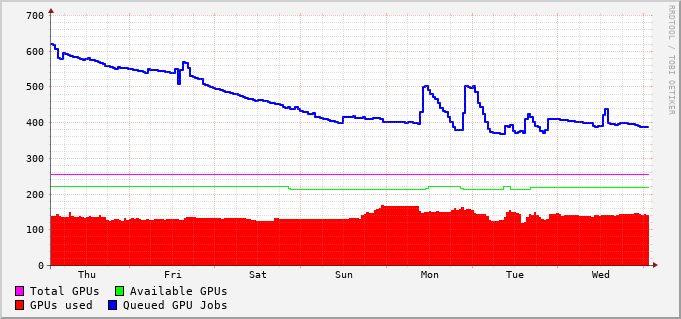 700
600
500
400
300
200
100
0
Thu Fri Sat Sun Mon Tue Wed
Total GPUs Available GPUs
GPUs used Queued GPU Jobs
RRDTOOL / TOBI OETIKER